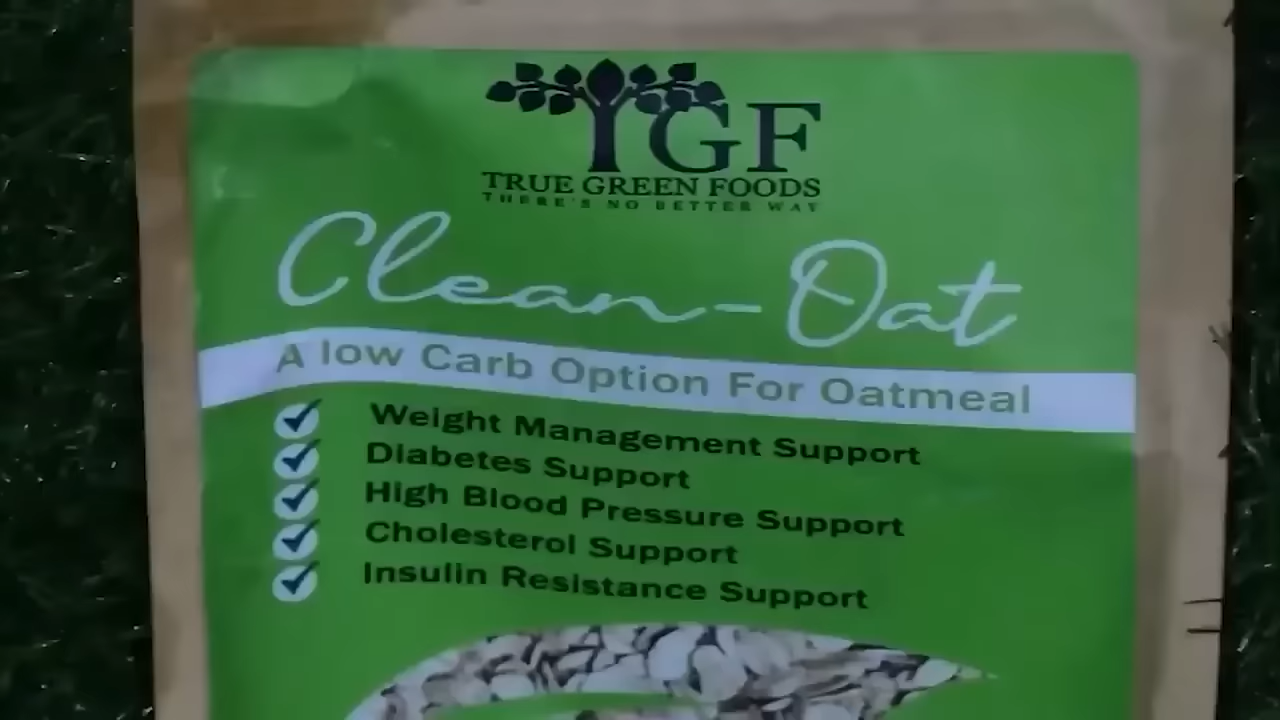 TGF
TRUE GREEN FOODS
THERE'S NO BETTER WAY
Clean-Oat
A low Carb Option For Oatmeal
Weight Management Support
Diabetes Support
High Blood Pressure Support
Cholesterol Support
Insulin Resistance Support